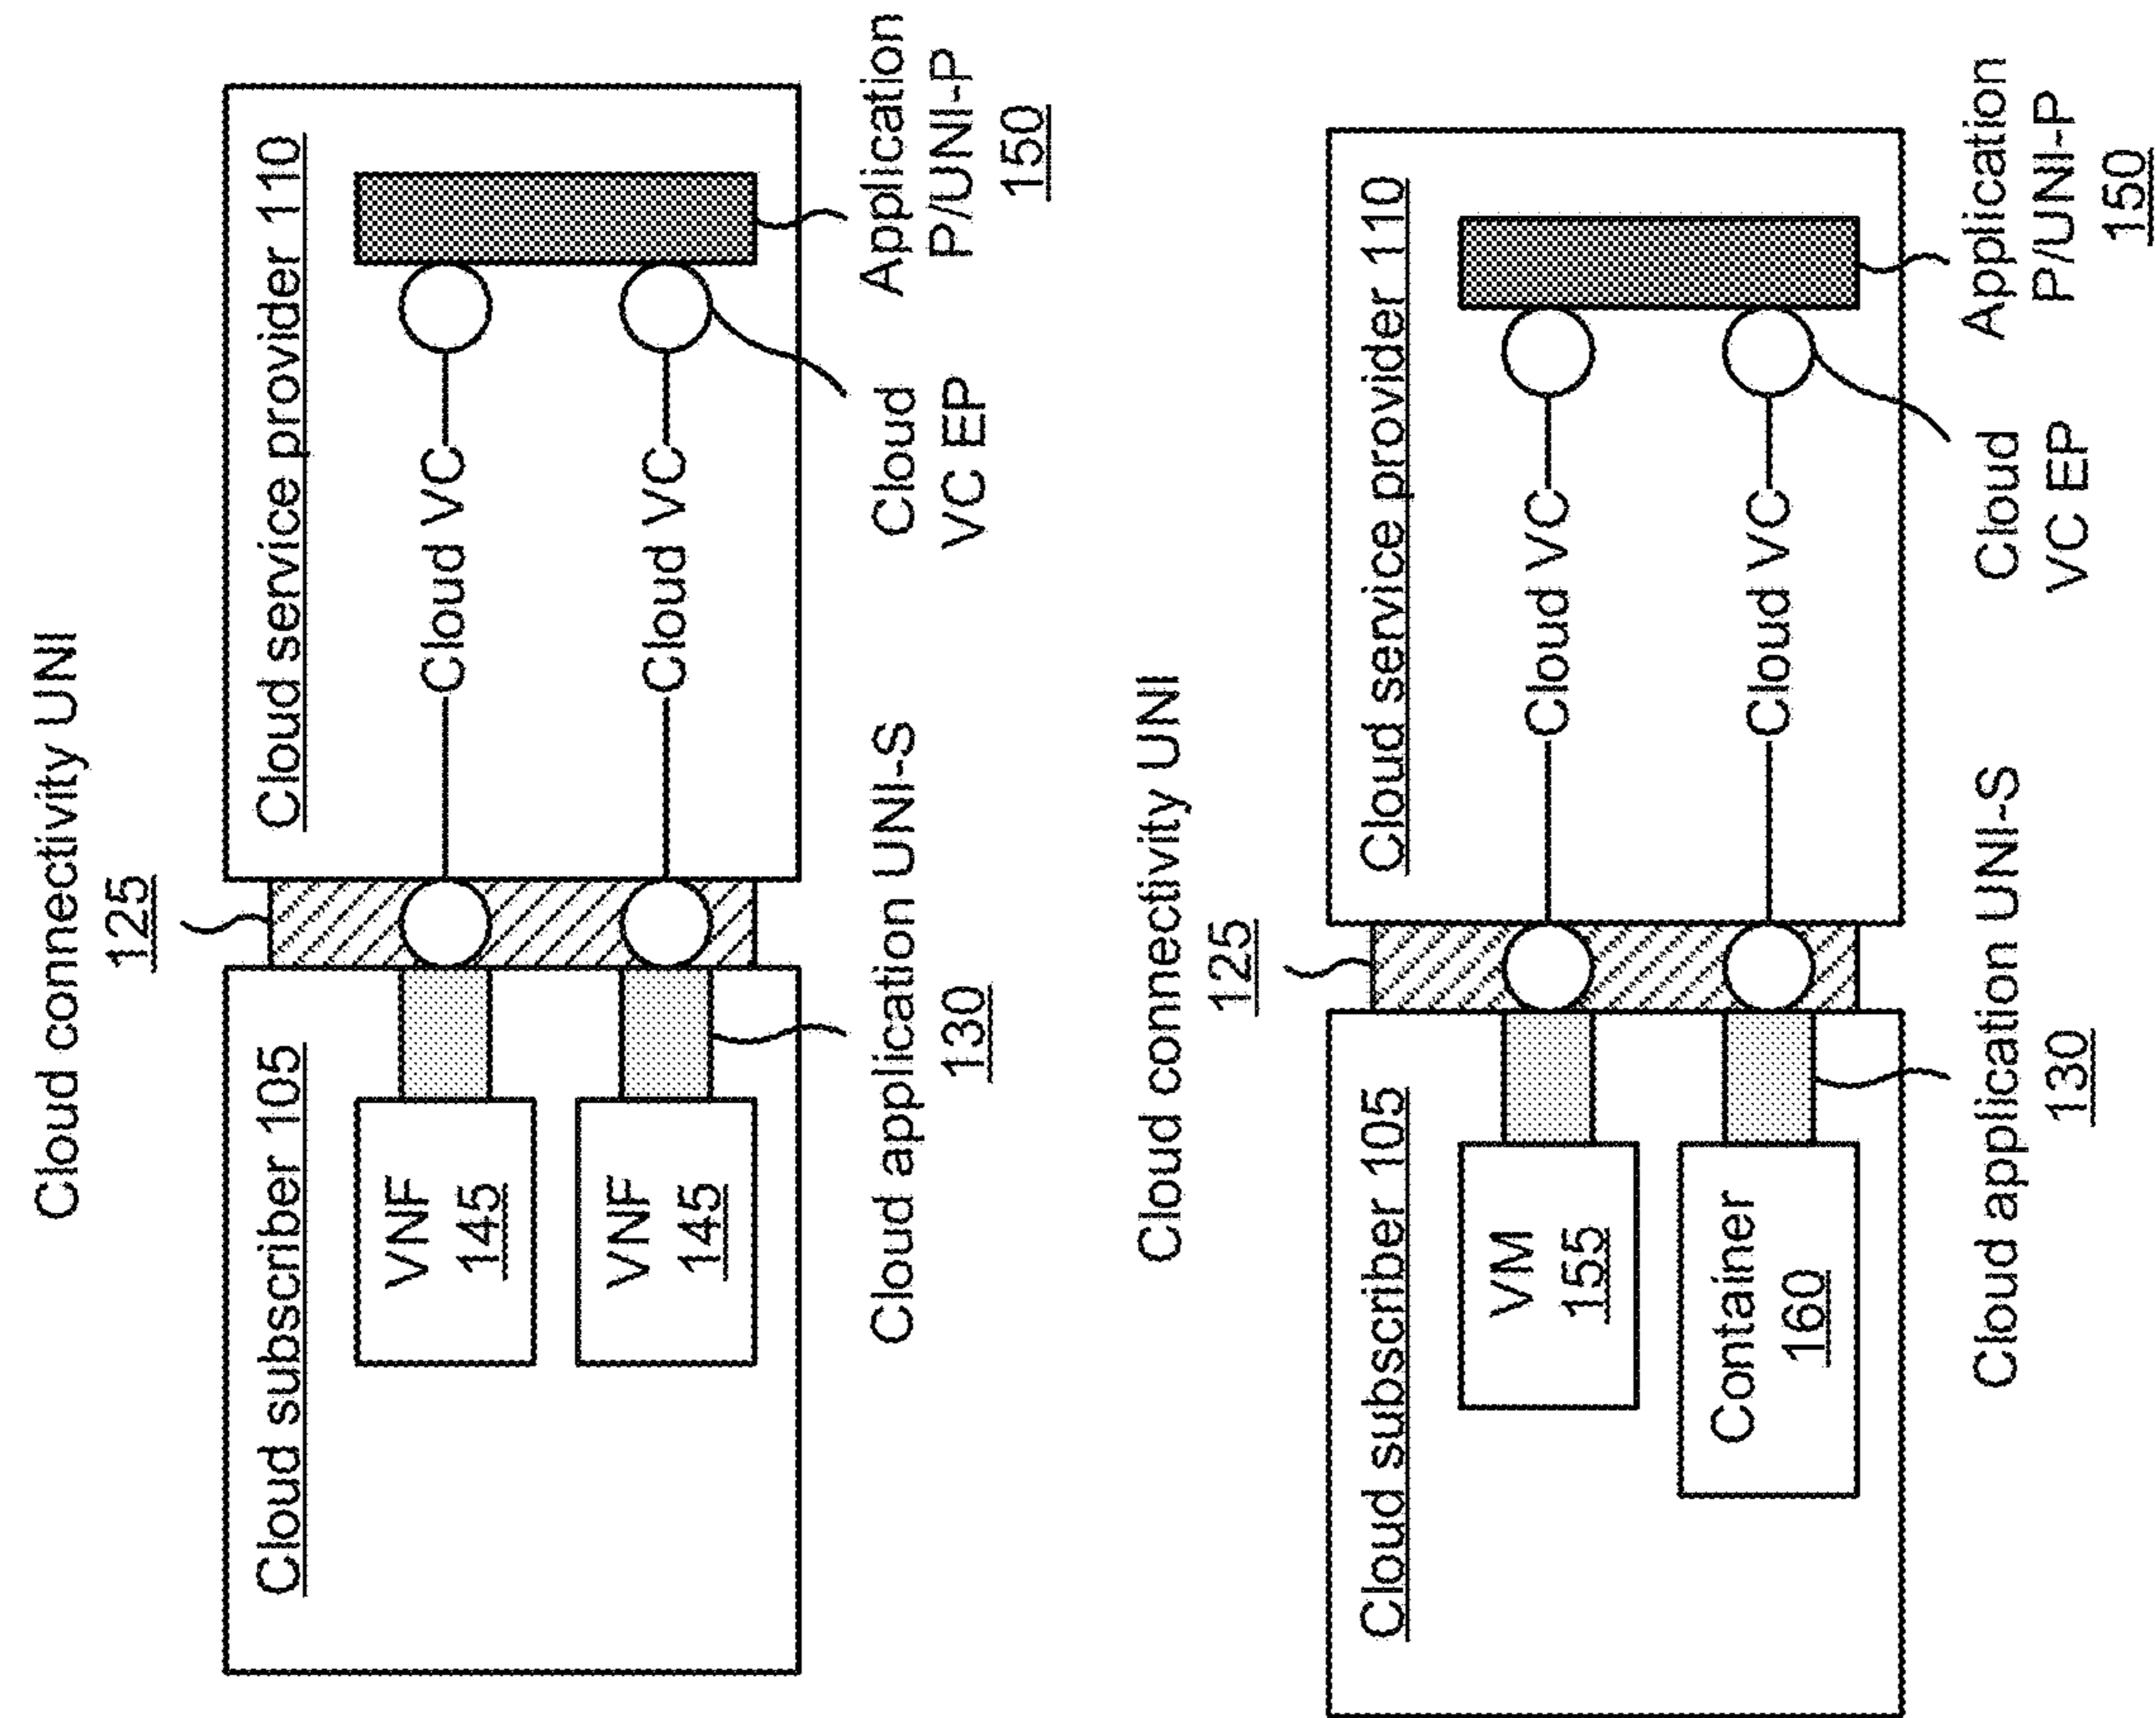 Cloud connectivity UNI
125
Cloud subscriber 105
VNF
145
VNF
145
Cloud application UNI-S
130
Cloud service provider 110
Cloud VC
Cloud VC
Cloud
VC EP
Application
P/UNI-P
150
Cloud connectivity UNI
125
Cloud subscriber 105
VM
155
Container
160
Cloud application UNI-S
130
Cloud service provider 110
Cloud VC
Cloud VC
Cloud
VC EP
Application
P/UNI-P
150